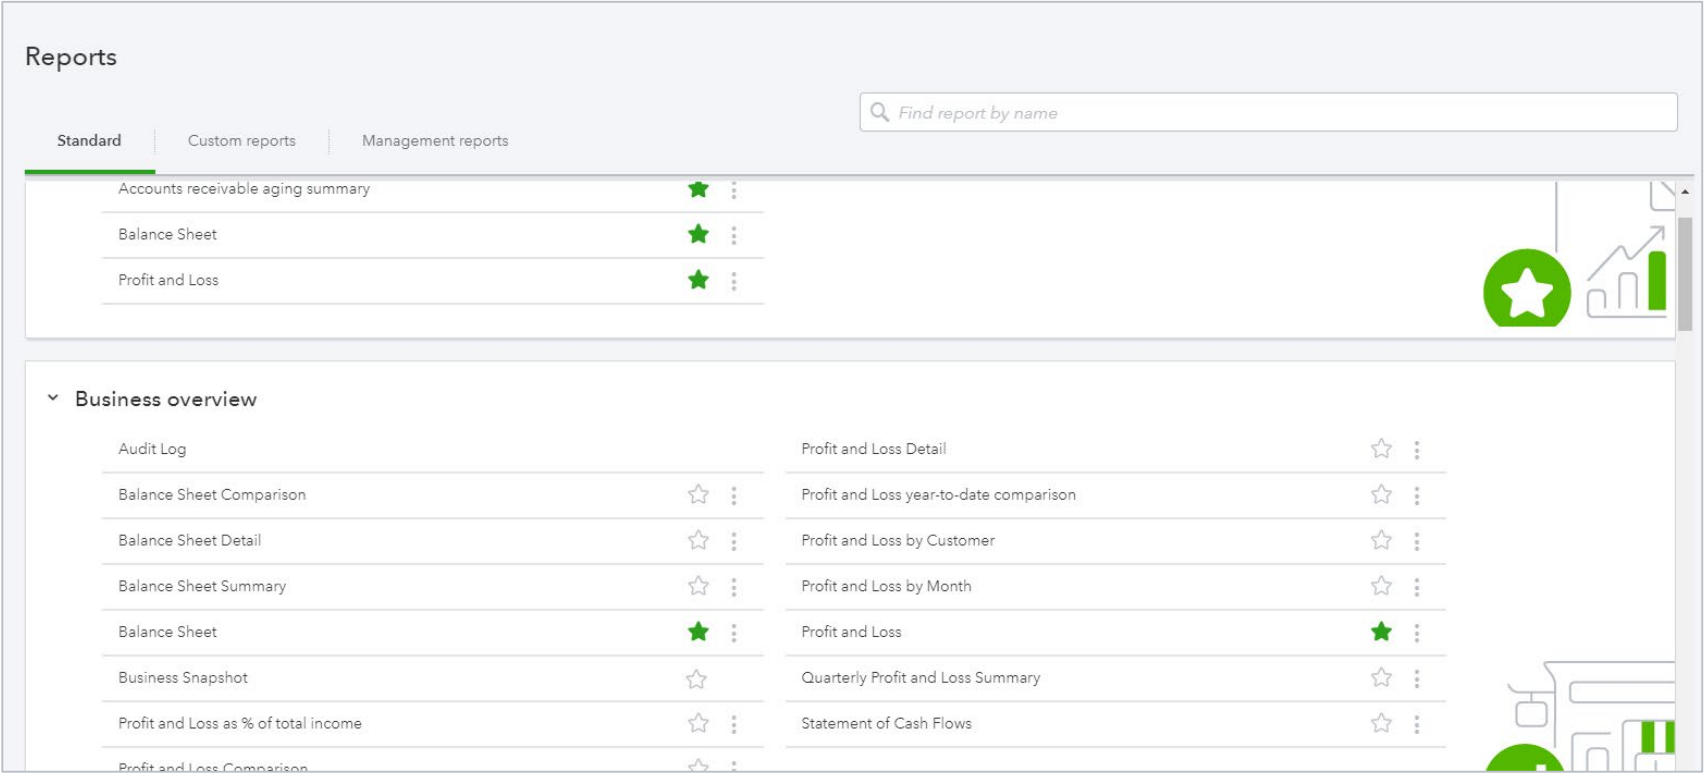 Reports
Find report by name
Standard
Custom reports
Management reports
Accounts receivable aging summary
Balance Sheet
Profit and Loss
Business overview
Audit Log
Balance Sheet Comparison
Balance Sheet Detail
Balance Sheet Summary
Balance Sheet
Business Snapshot
Profit and Loss as % of total income
Profit and Loss Comparison
Profit and Loss Detail
Profit and Loss year-to-date comparison
Profit and Loss by Customer
Profit and Loss by Month
Profit and Loss
Quarterly Profit and Loss Summary
Statement of Cash Flows